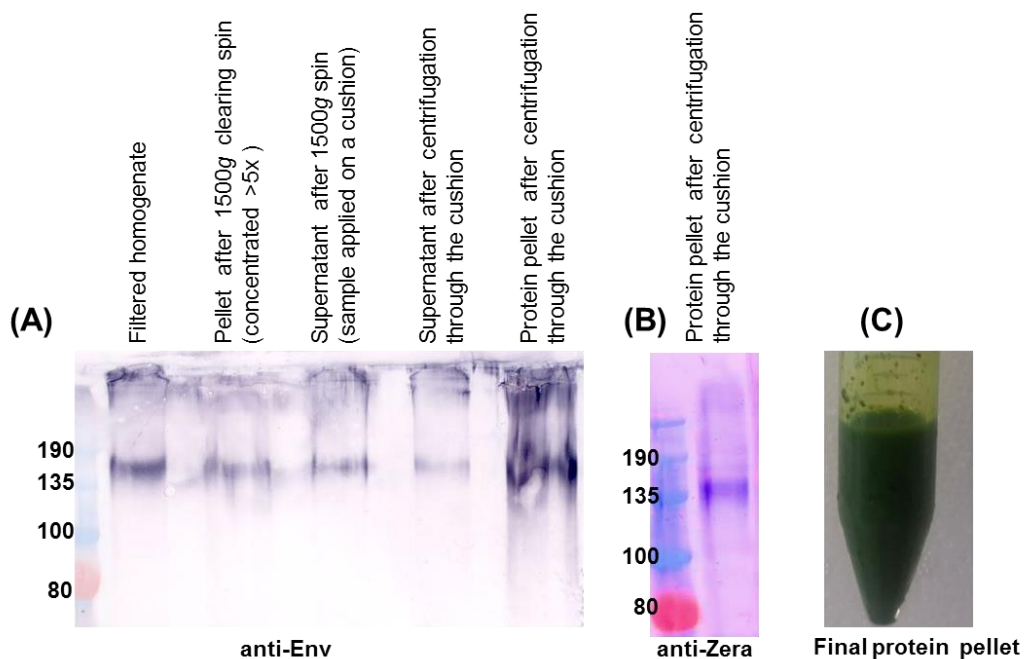 Filtered homogenate
Pellet after 1500g clearing spin
(concentrated >5x )
Supernatant after 1500g spin
(sample applied on a cushion)
Supernatant after centrifugation
through the cushion
Protein pellet after centrifugation
through the cushion
Protein pellet after centrifugation
through the cushion
(A)
(B)
(C)
190
135
100
80
190
135
100
80
anti-Env
anti-Zera
Final protein pellet